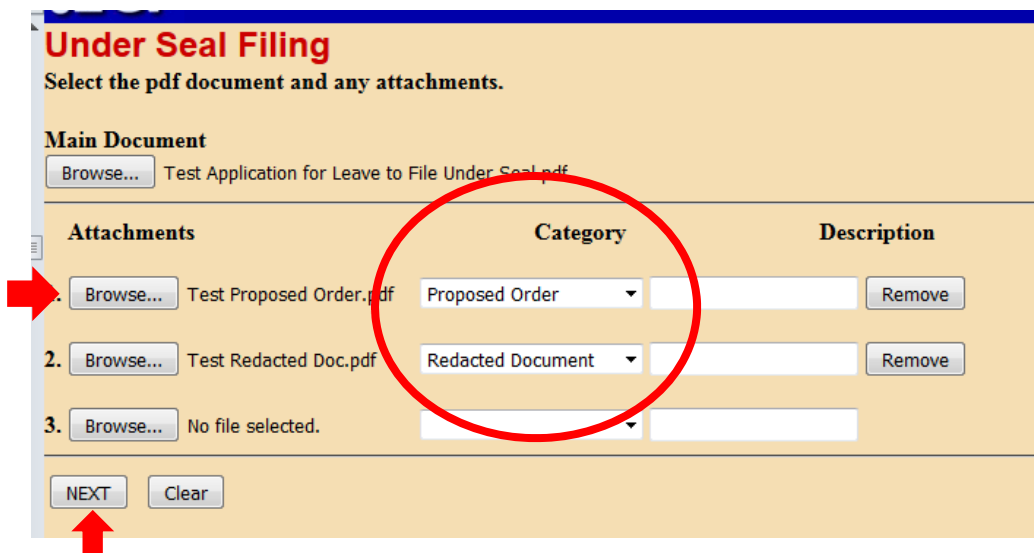 Under Seal Filing
Select the pdf document and any attachments.
Main Document
Browse... Test Application for Leave to File Under Seal.pdf
Attachments Category Description
Browse... Test Proposed Order.pdf Proposed Order Remove
2. Browse... Test Redacted Doc.pdf Redacted Document Remove
3. Browse... No file selected.
NEXT Clear